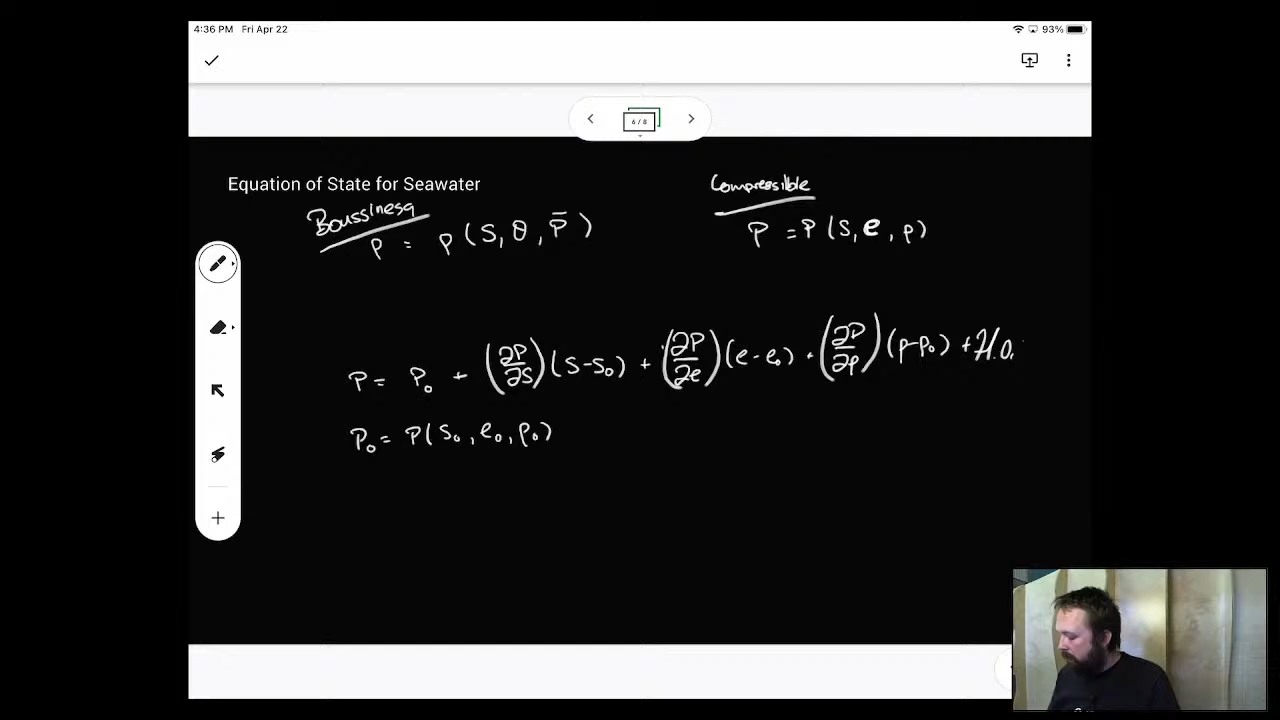 4:36 PM Fri Apr 22 93%
6 / 8
Equation of State for Seawater
Boussinesq
ρ = ρ(S, θ, P̄)
Compressible
P = P(S, e, ρ)
P = P₀ + (∂P/∂S)(S-S₀) + (∂P/∂e)(e-e₀) + (∂P/∂ρ)(ρ-ρ₀) + H.O.
P₀ = P(S₀, e₀, ρ₀)